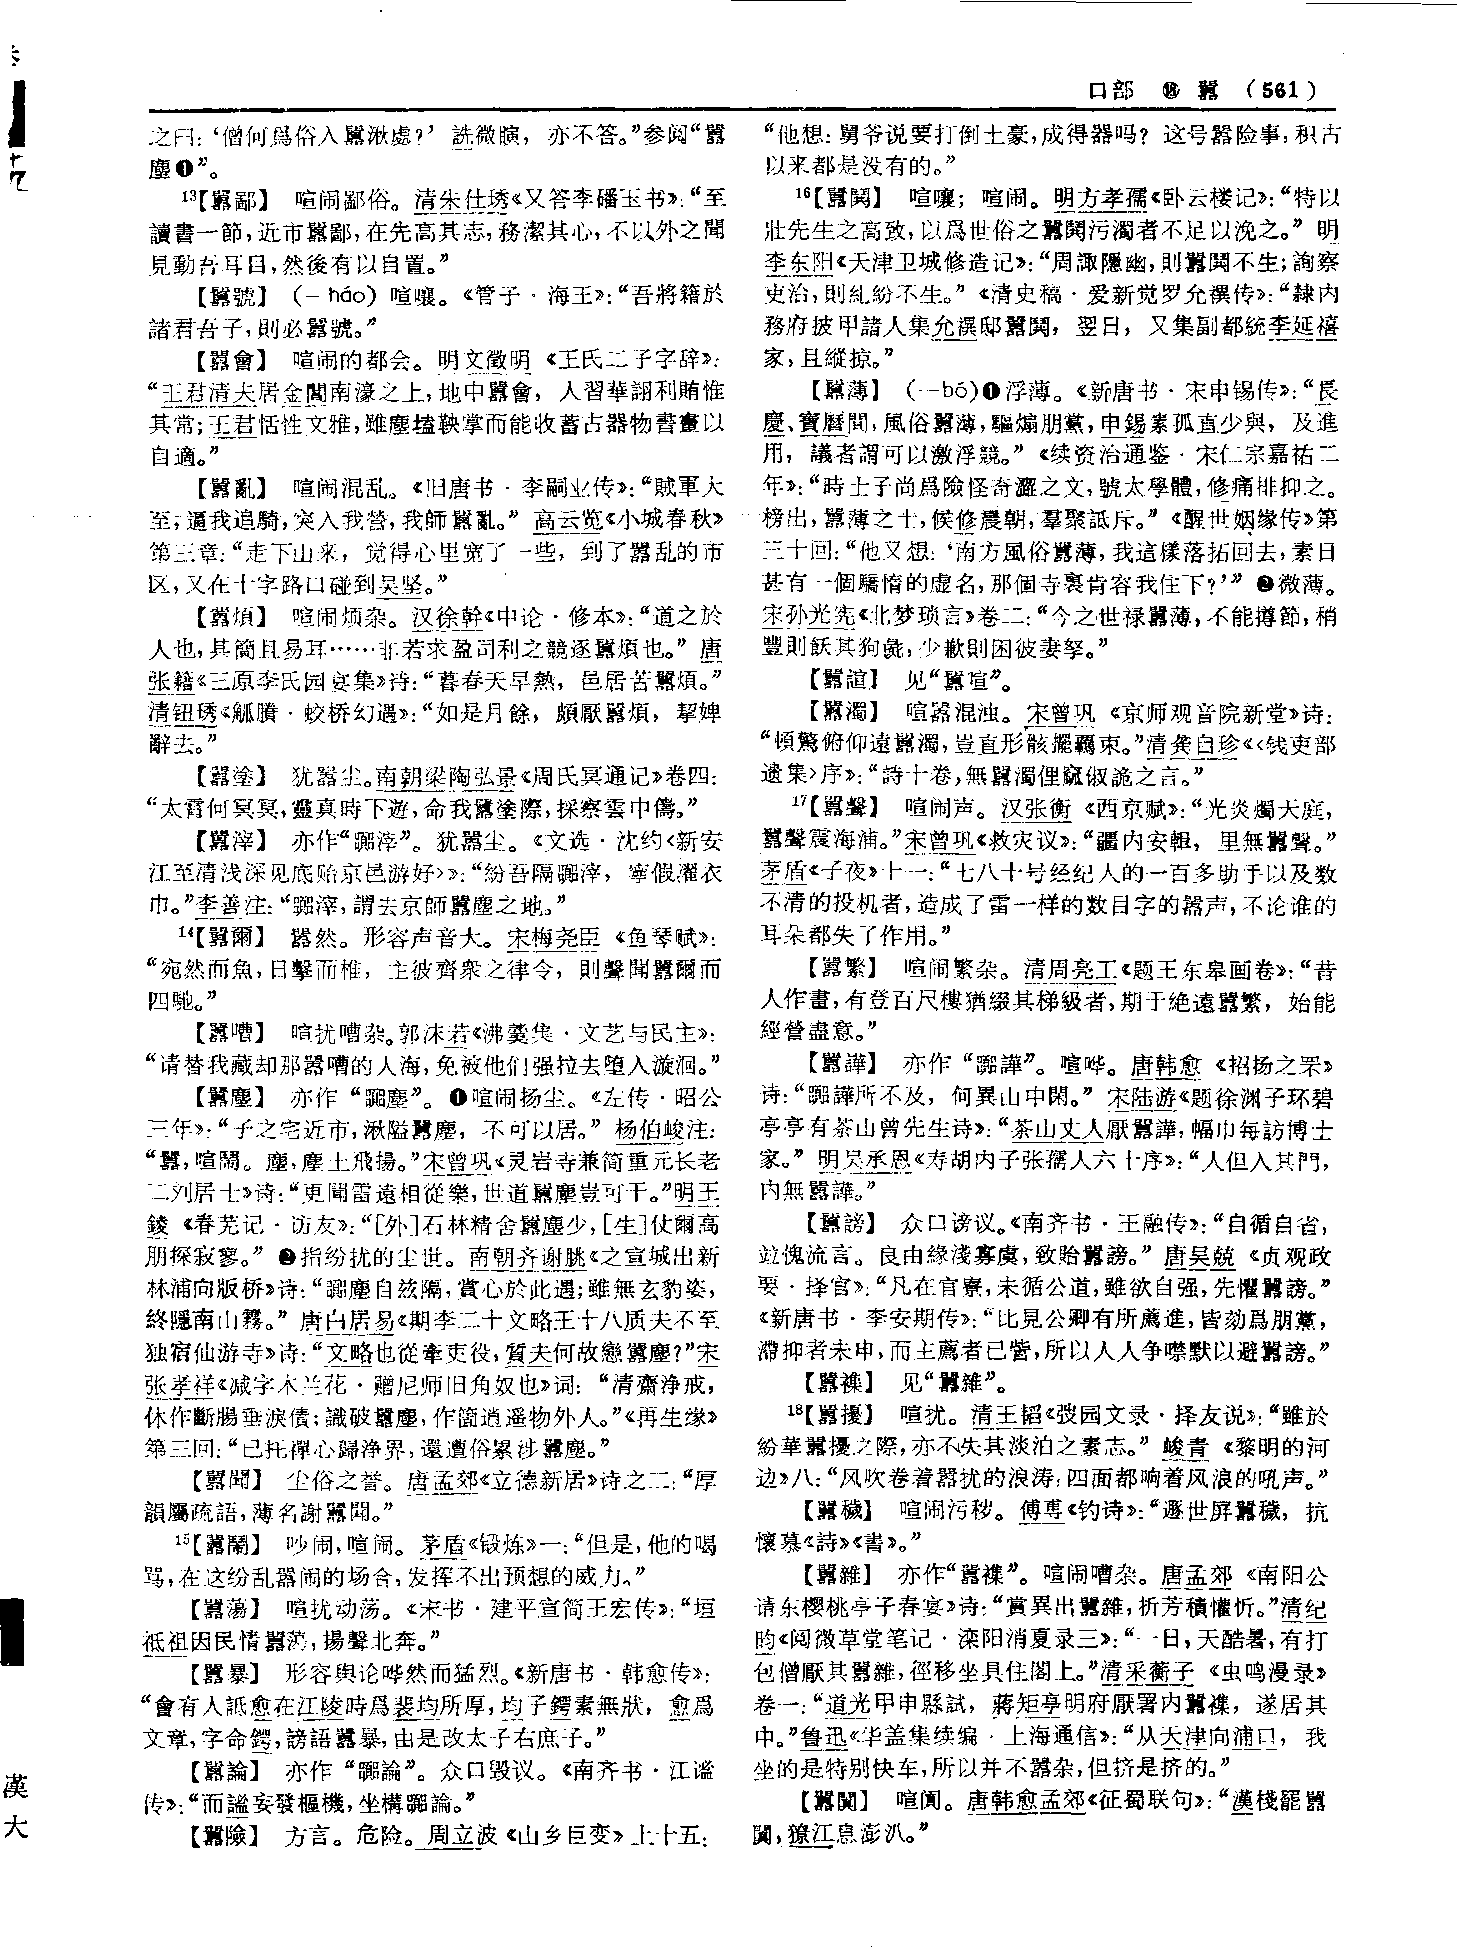 口部 ⑱ 囂 （561）
之曰：‘僧何爲俗入囂湫處？’ 詵微瞚，亦不答。”参阅“囂
塵❶”。
13【囂鄙】 喧闹鄙俗。清朱仕琇《又答李磻玉书》：“至
讀書一節，近市囂鄙，在先高其志，務潔其心，不以外之聞
見動吾耳目，然後有以自置。”
【囂號】 (－háo) 喧嚷。《管子·海王》：“吾將籍於
諸君吾子，則必囂號。”
【囂會】 喧闹的都会。明文徵明《王氏二子字辞》：
“王君清夫居金閶南濠之上，地中囂會，人習華詡利賄惟
其常；王君恬性文雅，雖塵壒鞅掌而能收蓄古器物書畫以
自適。”
【囂亂】 喧闹混乱。《旧唐书·李嗣业传》：“賊軍大
至；逼我追騎，突入我營，我師囂亂。” 高云览《小城春秋》
第三章：“走下山来，觉得心里宽了一些，到了嚣乱的市
区，又在十字路口碰到吴坚。”
【囂煩】 喧闹烦杂。汉徐幹《中论·修本》：“道之於
人也，其簡且易耳……非若求盈司利之競逐囂煩也。” 唐
张籍《三原李氏园宴集》诗：“暮春天早熱，邑居苦囂煩。”
清钮琇《觚賸·蛟桥幻遇》：“如是月餘，頗厭囂煩，挈婢
辭去。”
【囂塗】 犹嚣尘。南朝梁陶弘景《周氏冥通记》卷四：
“太霄何冥冥，靈真時下遊，命我囂塗際，採察雲中儔。”
【囂滓】 亦作“嚻滓”。犹嚣尘。《文选·沈约〈新安
江至清浅深见底贻京邑游好〉》：“紛吾隔嚻滓，寧假濯衣
巾。”李善注：“嚻滓，謂去京師囂塵之地。”
14【囂爾】 嚣然。形容声音大。宋梅尧臣《鱼琴赋》：
“宛然而魚，日擊而椎，主彼齊衆之律令，則聲聞囂爾而
四馳。”
【囂嘈】 喧扰嘈杂。郭沫若《沸羹集·文艺与民主》：
“请替我藏却那嚣嘈的人海，免被他们强拉去堕入漩洄。”
【囂塵】 亦作“嚻塵”。❶喧闹扬尘。《左传·昭公
三年》：“子之宅近市，湫隘囂塵，不可以居。” 杨伯峻注：
“囂，喧鬧。塵，塵土飛揚。”宋曾巩《灵岩寺兼简重元长老
二刘居士》诗：“更聞雷遠相從樂，世道囂塵豈可干。”明王
錂《春芜记·访友》：“[外]石林精舍囂塵少，[生]仗爾高
朋探寂寥。” ❷指纷扰的尘世。南朝齐谢朓《之宣城出新
林浦向版桥》诗：“嚻塵自兹隔，賞心於此遇；雖無玄豹姿，
終隱南山霧。” 唐白居易《期李二十文略王十八质夫不至
独宿仙游寺》诗：“文略也從牽吏役，質夫何故戀囂塵？”宋
张孝祥《减字木兰花·赠尼师旧角奴也》词：“清齋浄戒，
休作斷腸垂淚債；識破囂塵，作箇逍遥物外人。”《再生缘》
第三回：“已托禪心歸浄界，還遭俗累涉囂塵。”
【囂聞】 尘俗之誉。唐孟郊《立德新居》诗之二：“厚
韻屬疏語，薄名謝囂聞。”
15【囂鬧】 吵闹，喧闹。茅盾《锻炼》一：“但是，他的喝
骂，在这纷乱嚣闹的场合，发挥不出预想的威力。”
【囂蕩】 喧扰动荡。《宋书·建平宣简王宏传》：“垣
祗祖因民情囂蕩，揚聲北奔。”
【囂暴】 形容舆论哗然而猛烈。《新唐书·韩愈传》：
“會有人詆愈在江陵時爲裴均所厚，均子鍔素無狀，愈爲
文章，字命鍔，謗語囂暴，由是改太子右庶子。”
【囂論】 亦作“嚻論”。众口毁议。《南齐书·江谧
传》：“而謐妄發樞機，坐構嚻論。”
【囂險】 方言。危险。周立波《山乡巨变》上十五：
“他想：舅爷说要打倒土豪，成得器吗？这号嚣险事，积古
以来都是没有的。”
16【囂鬨】 喧嚷；喧闹。明方孝孺《卧云楼记》：“特以
壯先生之高致，以爲世俗之囂鬨污濁者不足以浼之。” 明
李东阳《天津卫城修造记》：“周諏隱幽，則囂鬨不生；詢察
吏治，則紊紛不生。”《清史稿·爱新觉罗允禩传》：“隸内
務府披甲諸人集允禩邸囂鬨，翌日，又集副都統李延禧
家，且縱掠。”
【囂薄】 (－bó)❶浮薄。《新唐书·宋申锡传》：“長
慶、寶曆間，風俗囂薄，驅煽朋黨，申錫素孤直少與，及進
用，議者謂可以激浮競。”《续资治通鉴·宋仁宗嘉祐二
年》：“時士子尚爲險怪奇澀之文，號太學體，修痛排抑之。
榜出，囂薄之士，候修晨朝，羣聚詆斥。”《醒世姻缘传》第
三十回：“他又想：‘南方風俗囂薄，我這樣落拓回去，素日
甚有一個驕惰的虚名，那個寺裏肯容我住下？’” ❷微薄。
宋孙光宪《北梦琐言》卷二：“今之世禄囂薄，不能撙節，稍
豐則飫其狗彘，少歉則困彼妻孥。”
【囂諠】 见“囂喧”。
【囂濁】 喧嚣混浊。宋曾巩《京师观音院新堂》诗：
“頓驚俯仰遠囂濁，豈直形骸擺羈束。”清龚自珍《〈钱吏部
遗集〉序》：“詩十卷，無囂濁俚窳俶詭之言。”
17【囂聲】 喧闹声。汉张衡《西京赋》：“光炎燭天庭，
囂聲震海浦。”宋曾巩《救灾议》：“疆内安輯，里無囂聲。”
茅盾《子夜》十一：“七八十号经纪人的一百多助手以及数
不清的投机者，造成了雷一样的数目字的嚣声，不论谁的
耳朵都失了作用。”
【囂繁】 喧闹繁杂。清周亮工《题王东皋画卷》：“昔
人作畫，有登百尺樓猶綴其梯級者，期于絶遠囂繁，始能
經營盡意。”
【囂譁】 亦作“嚻譁”。喧哗。唐韩愈《招扬之罘》
诗：“嚻譁所不及，何異山中閑。” 宋陆游《题徐渊子环碧
亭亭有茶山曾先生诗》：“茶山丈人厭囂譁，幅巾每訪博士
家。” 明吴承恩《寿胡内子张孺人六十序》：“人但入其門，
内無囂譁。”
【囂謗】 众口谤议。《南齐书·王融传》：“自循自省，
竝愧流言。良由緣淺寡虞，致貽囂謗。” 唐吴兢《贞观政
要·择官》：“凡在官寮，未循公道，雖欲自强，先懼囂謗。”
《新唐书·李安期传》：“比見公卿有所薦進，皆劾爲朋黨，
滯抑者未申，而主薦者已訾，所以人人争噤默以避囂謗。”
【囂襍】 见“囂雜”。
18【囂擾】 喧扰。清王韬《弢园文录·择友说》：“雖於
紛華囂擾之際，亦不失其淡泊之素志。” 峻青《黎明的河
边》八：“风吹卷着嚣扰的浪涛，四面都响着风浪的吼声。”
【囂穢】 喧闹污秽。傅尃《钓诗》：“遯世屏囂穢，抗
懷慕《詩》《書》。”
【囂雜】 亦作“囂襍”。喧闹嘈杂。唐孟郊《南阳公
请东樱桃亭子春宴》诗：“賞異出囂雜，折芳積懽忻。”清纪
昀《阅微草堂笔记·滦阳消夏录三》：“一日，天酷暑，有打
包僧厭其囂雜，徑移坐具住閣上。”清采蘅子《虫鸣漫录》
卷一：“道光甲申縣試，蔣矩亭明府厭署内囂襍，遂居其
中。”鲁迅《华盖集续编·上海通信》：“从天津向浦口，我
坐的是特别快车，所以并不嚣杂，但挤是挤的。”
【囂闐】 喧阗。唐韩愈孟郊《征蜀联句》：“漢棧罷囂
闐，獠江息澎汃。”
漢
大